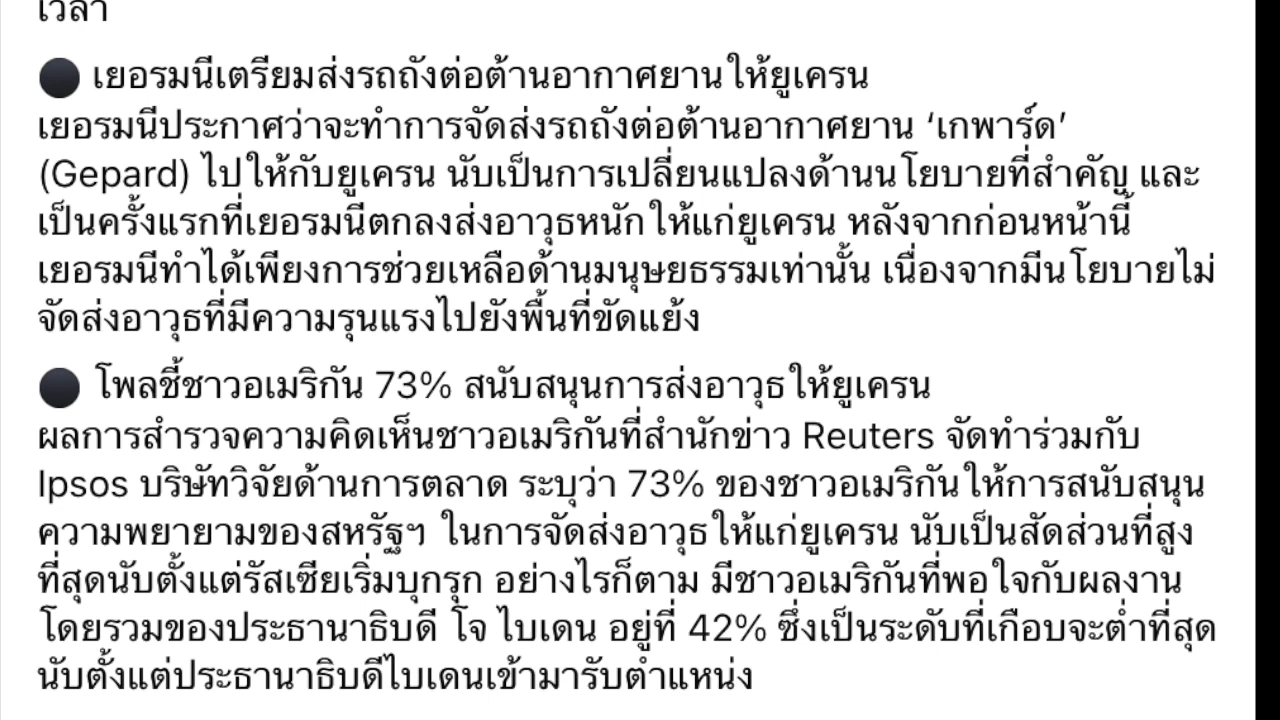 เวลา
⚫ เยอรมนีเตรียมส่งรถถังต่อต้านอากาศยานให้ยูเครน
เยอรมนีประกาศว่าจะทำการจัดส่งรถถังต่อต้านอากาศยาน ‘เกพาร์ด’
(Gepard) ไปให้กับยูเครน นับเป็นการเปลี่ยนแปลงด้านนโยบายที่สำคัญ และ
เป็นครั้งแรกที่เยอรมนีตกลงส่งอาวุธหนักให้แก่ยูเครน หลังจากก่อนหน้านี้
เยอรมนีทำได้เพียงการช่วยเหลือด้านมนุษยธรรมเท่านั้น เนื่องจากมีนโยบายไม่
จัดส่งอาวุธที่มีความรุนแรงไปยังพื้นที่ขัดแย้ง
⚫ โพลชี้ชาวอเมริกัน 73% สนับสนุนการส่งอาวุธให้ยูเครน
ผลการสำรวจความคิดเห็นชาวอเมริกันที่สำนักข่าว Reuters จัดทำร่วมกับ
Ipsos บริษัทวิจัยด้านการตลาด ระบุว่า 73% ของชาวอเมริกันให้การสนับสนุน
ความพยายามของสหรัฐฯ ในการจัดส่งอาวุธให้แก่ยูเครน นับเป็นสัดส่วนที่สูง
ที่สุดนับตั้งแต่รัสเซียเริ่มบุกรุก อย่างไรก็ตาม มีชาวอเมริกันที่พอใจกับผลงาน
โดยรวมของประธานาธิบดี โจ ไบเดน อยู่ที่ 42% ซึ่งเป็นระดับที่เกือบจะต่ำที่สุด
นับตั้งแต่ประธานาธิบดีไบเดนเข้ามารับตำแหน่ง